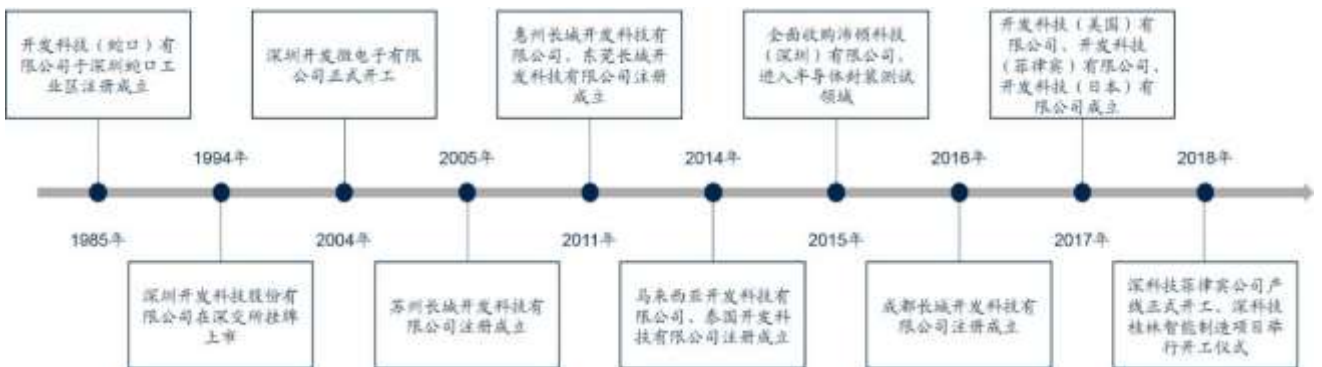 开发科技（蛇口）有
限公司于深圳蛇口工
业区注册成立
深圳开发微电子有限
公司正式开工
惠州长城开发科技有
限公司、东莞长城开
发科技有限公司注册
成立
全面收购沛顿科技
（深圳）有限公司，
进入半导体封装测试
领域
开发科技（美国）有
限公司、开发科技
（菲律宾）有限公司、
开发科技（日本）有
限公司成立
1994年
2005年
2014年
2016年
2018年
1985年
2004年
2011年
2015年
2017年
深圳开发科技股份有
限公司在深交所挂牌
上市
苏州长城开发科技有
限公司注册成立
马来西亚开发科技有
限公司、泰国开发科
技有限公司注册成立
成都长城开发科技有
限公司注册成立
深科技菲律宾公司产
线正式开工、深科技
桂林智能制造项目举
行开工仪式